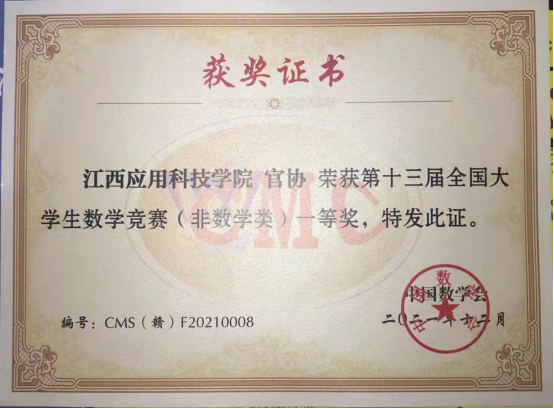 获奖证书
江西应用科技学院 官协 荣获第十三届全国大
学生数学竞赛（非数学类）一等奖，特发此证。
中国数学会
编号：CMS（赣）F20210008
二〇二一年十二月
CMC